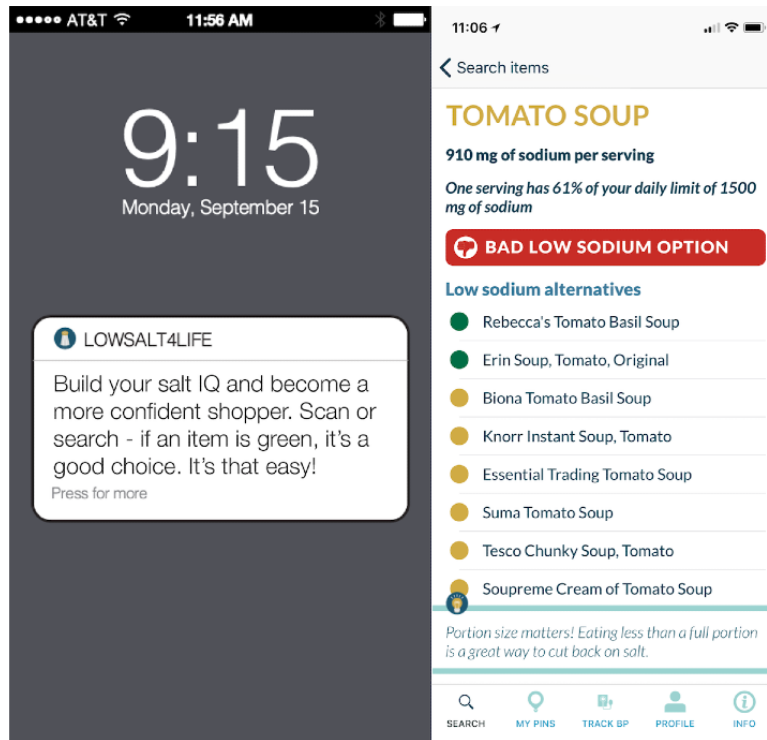 AT&T 11:56 AM
9:15
Monday, September 15
LOWSALT4LIFE
Build your salt IQ and become a
more confident shopper. Scan or
search - if an item is green, it's a
good choice. It's that easy!
Press for more
11:06
Search items
TOMATO SOUP
910 mg of sodium per serving
One serving has 61% of your daily limit of 1500
mg of sodium
BAD LOW SODIUM OPTION
Low sodium alternatives
Rebecca's Tomato Basil Soup
Erin Soup, Tomato, Original
Biona Tomato Basil Soup
Knorr Instant Soup, Tomato
Essential Trading Tomato Soup
Suma Tomato Soup
Tesco Chunky Soup, Tomato
Soupreme Cream of Tomato Soup
Portion size matters! Eating less than a full portion
is a great way to cut back on salt.
SEARCH MY PINS TRACK BP PROFILE INFO